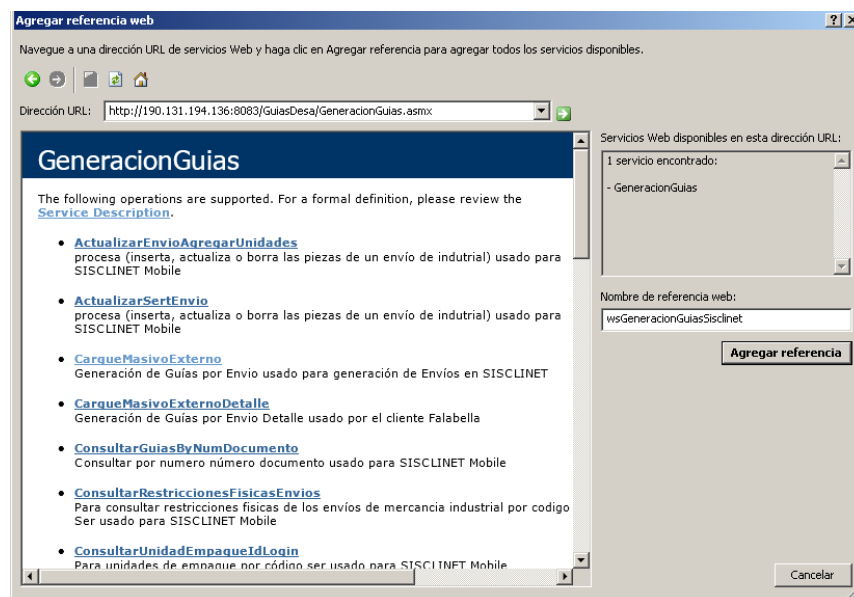 Agregar referencia web
Navegue a una dirección URL de servicios Web y haga clic en Agregar referencia para agregar todos los servicios disponibles.
Dirección URL: http://190.131.194.136:8083/GuiasDesa/GeneracionGuias.asmx
GeneracionGuias
The following operations are supported. For a formal definition, please review the
Service Description.
• ActualizarEnvioAgregarUnidades
procesa (inserta, actualiza o borra las piezas de un envío de indutrial) usado para
SISCLINET Mobile
• ActualizarSertEnvio
procesa (inserta, actualiza o borra las piezas de un envío de indutrial) usado para
SISCLINET Mobile
• CargueMasivoExterno
Generación de Guías por Envio usado para generación de Envíos en SISCLINET
• CargueMasivoExternoDetalle
Generación de Guías por Envio Detalle usado por el cliente Falabella
• ConsultarGuiasByNumDocumento
Consultar por numero número documento usado para SISCLINET Mobile
• ConsultarRestriccionesFisicasEnvios
Para consultar restricciones fisicas de los envíos de mercancia industrial por codigo
Ser usado para SISCLINET Mobile
• ConsultarUnidadEmpaqueIdLogin
Para unidades de empaque por código ser usado para SISCLINET Mobile
Servicios Web disponibles en esta dirección URL:
1 servicio encontrado:
- GeneracionGuias
Nombre de referencia web:
wsGeneracionGuiasSisclinet
Agregar referencia
Cancelar